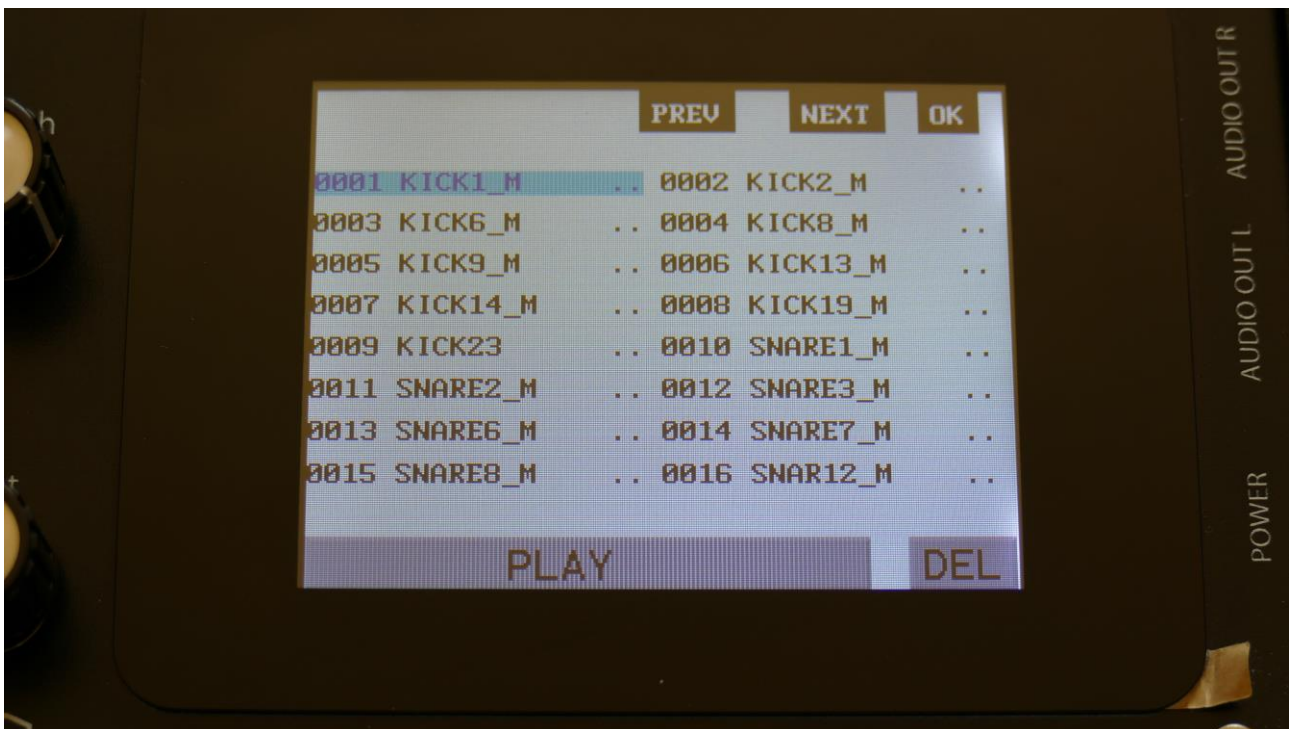 PREV NEXT OK
0001 KICK1_M .. 0002 KICK2_M ..
0003 KICK6_M .. 0004 KICK8_M ..
0005 KICK9_M .. 0006 KICK13_M ..
0007 KICK14_M .. 0008 KICK19_M ..
0009 KICK23 .. 0010 SNARE1_M ..
0011 SNARE2_M .. 0012 SNARE3_M ..
0013 SNARE6_M .. 0014 SNARE7_M ..
0015 SNARE8_M .. 0016 SNAR12_M ..
PLAY DEL
AUDIO OUT R
AUDIO OUT L
POWER